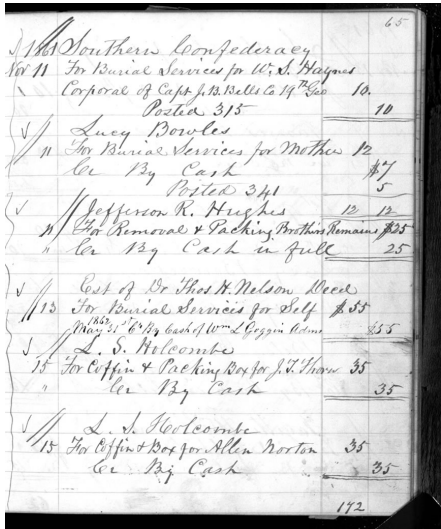 65
1861 Southern Confederacy
Nov 11 For Burial Services for W. S. Haynes
Corporal of Capt J. B. Bells Co 19th Geo 10.
Posted 315 10
Lucy Bowles
11 For Burial Services for Mother 12
Cr By Cash $7
Posted 341 5
Jefferson R. Hughes 12 12
11 For Removal & Packing Brothers Remains $25
" Cr By Cash in full 25
Est of Dr Thos. H. Nelson Decd
13 For Burial Services for Self $55
1862 May 31st Cr By Cash of Wm L Goggin Adms $55
L. S. Holcombe
15 For Coffin & Packing Box for J. T. 35
" Cr By Cash 35
L. S. Holcombe
15 For Coffin & Box for Allen Norton 35
Cr By Cash 35
172